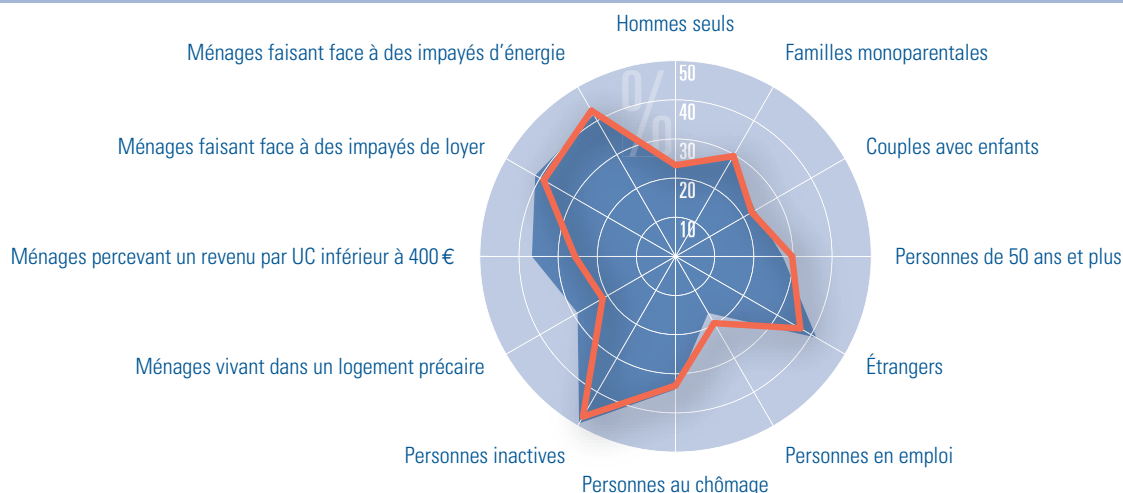 Hommes seuls
Ménages faisant face à des impayés d’énergie
Familles monoparentales
%
50
40
30
20
10
Ménages faisant face à des impayés de loyer
Couples avec enfants
Ménages percevant un revenu par UC inférieur à 400 €
Personnes de 50 ans et plus
Ménages vivant dans un logement précaire
Étrangers
Personnes inactives
Personnes en emploi
Personnes au chômage